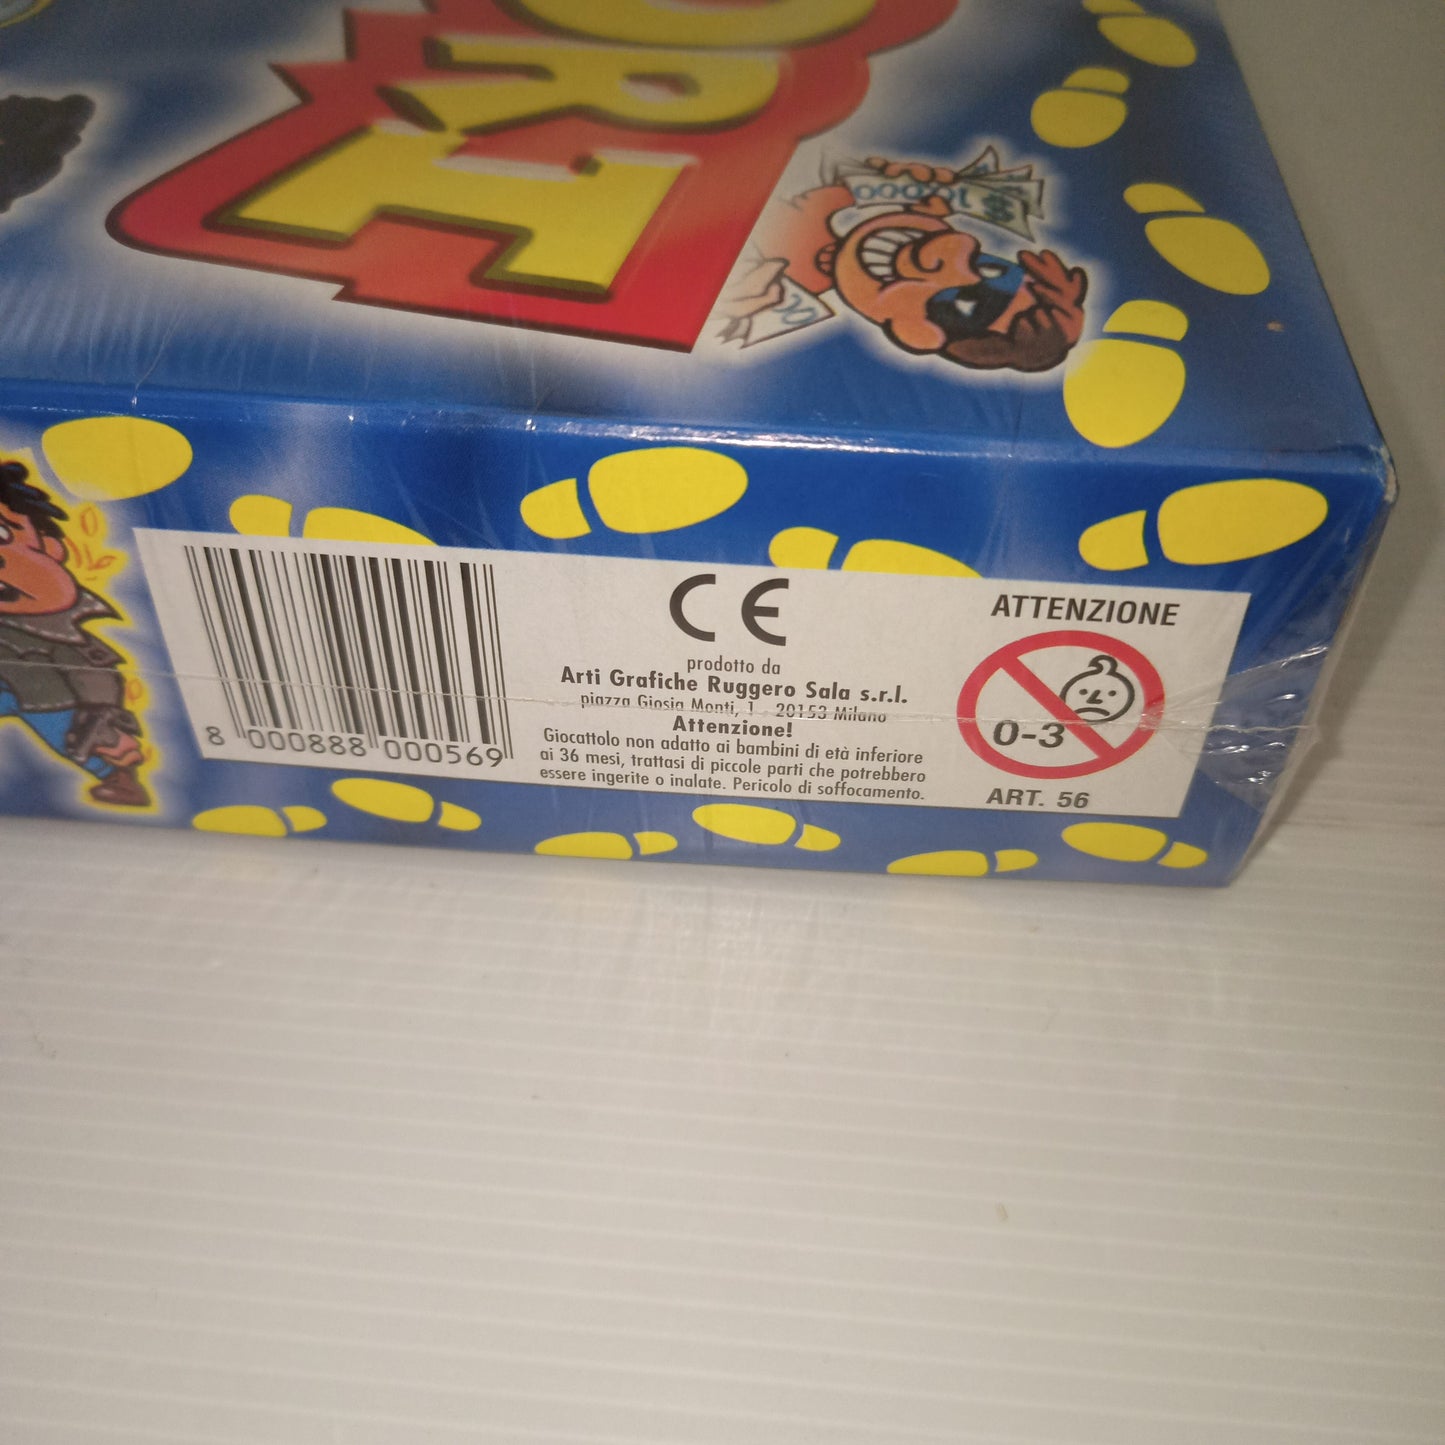 ORT
10000
8 000888 000569
CE
prodotto da
Arti Grafiche Ruggero Sala s.r.l.
piazza Giosia Monti, 1 - 20153 Milano
Attenzione!
Giocattolo non adatto ai bambini di età inferiore
ai 36 mesi, trattasi di piccole parti che potrebbero
essere ingerite o inalate. Pericolo di soffocamento.
ATTENZIONE
0-3
ART. 56